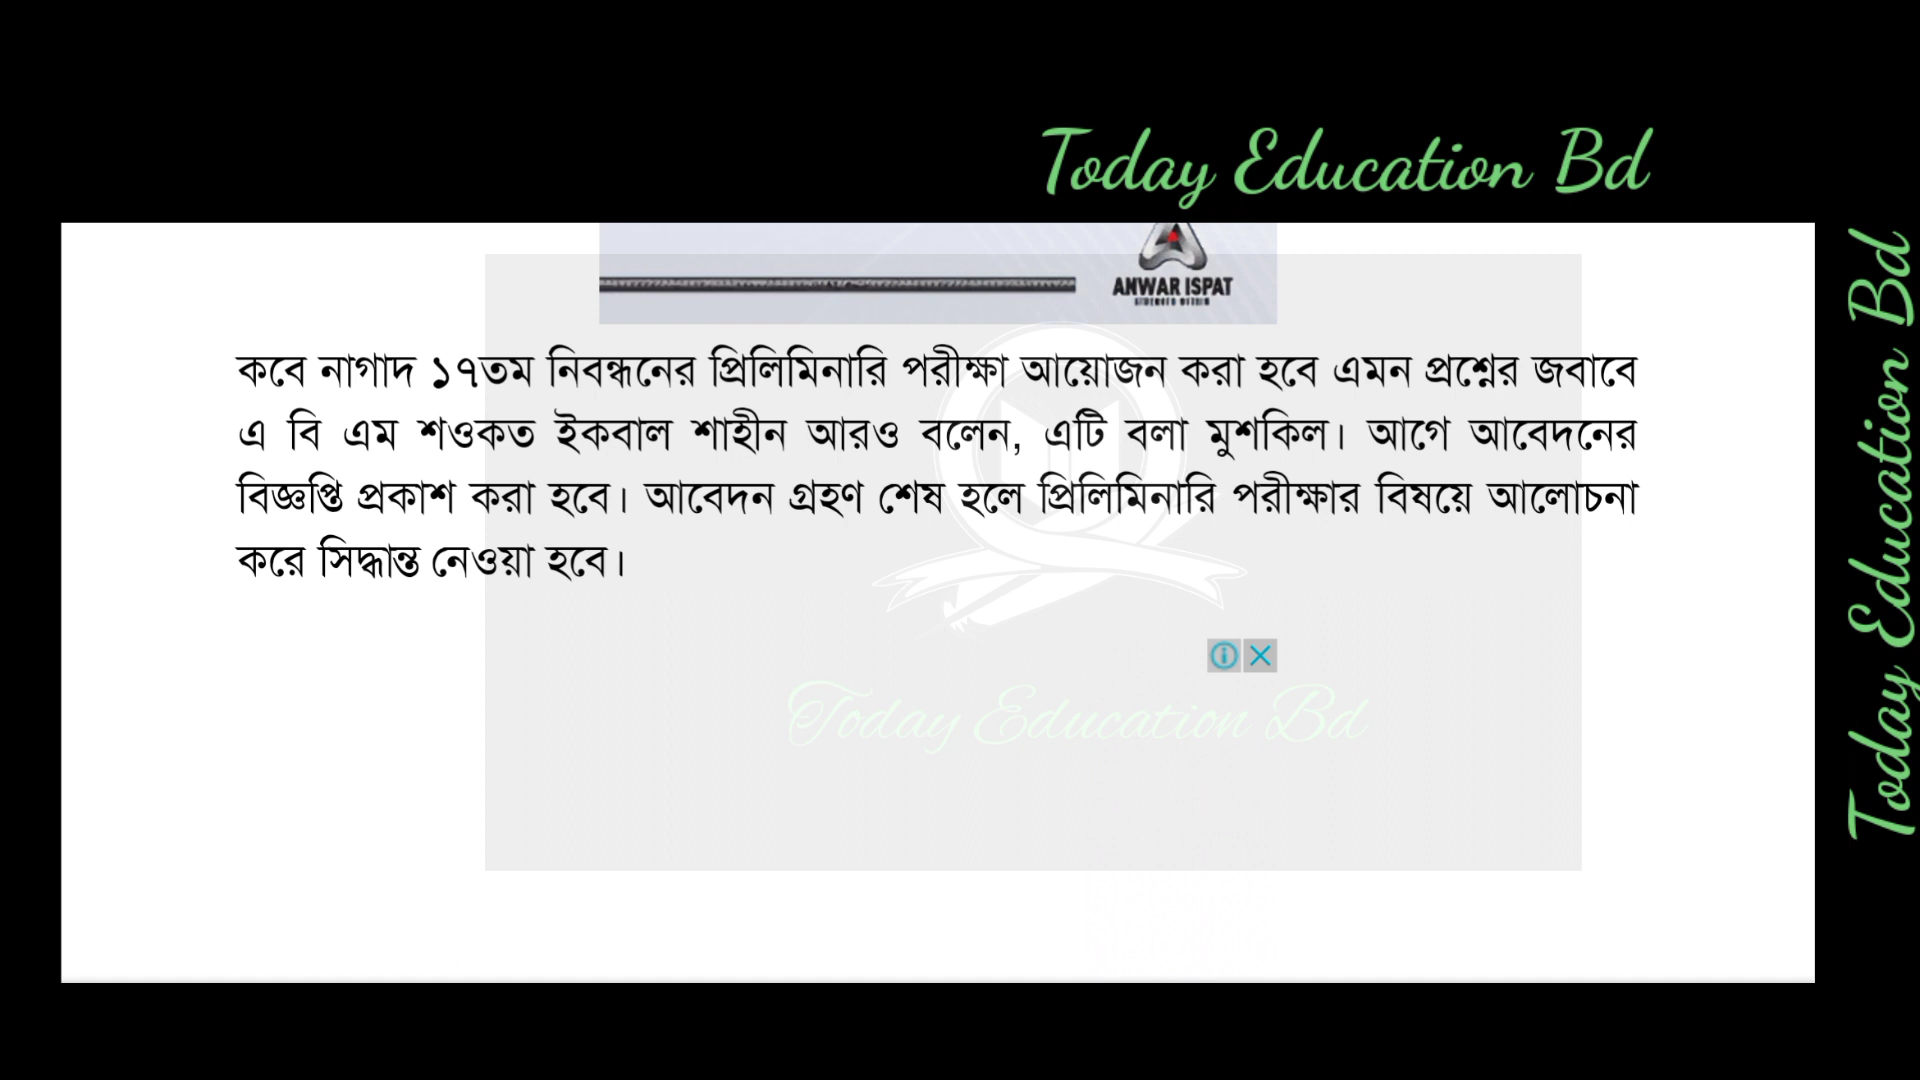 Today Education Bd
ANWAR ISPAT
কবে নাগাদ ১৭তম নিবন্ধনের প্রিলিমিনারি পরীক্ষা আয়োজন করা হবে এমন প্রশ্নের জবাবে
এ বি এম শওকত ইকবাল শাহীন আরও বলেন, এটি বলা মুশকিল। আগে আবেদনের
বিজ্ঞপ্তি প্রকাশ করা হবে। আবেদন গ্রহণ শেষ হলে প্রিলিমিনারি পরীক্ষার বিষয়ে আলোচনা
করে সিদ্ধান্ত নেওয়া হবে।
Today Education Bd
Today Education Bd